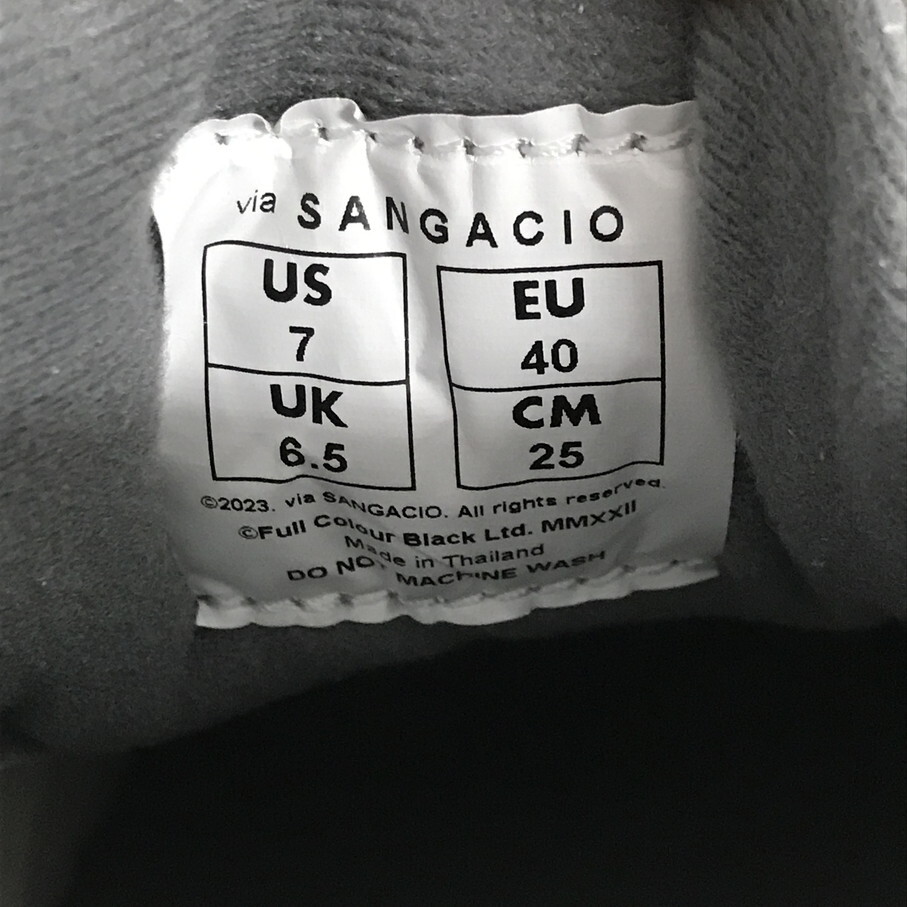 via SANGACIO
US
7
UK
6.5
EU
40
CM
25
©2023. via SANGACIO. All rights reserved.
©Full Colour Black Ltd. MMXXII
Made in Thailand
DO NOT MACHINE WASH